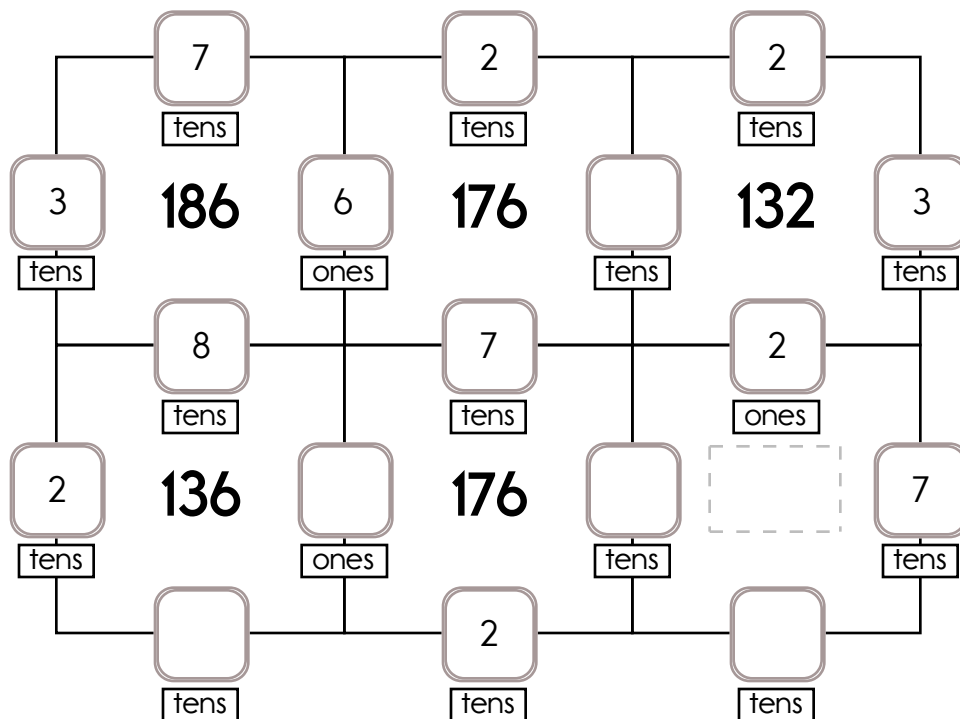 7 2 2
tens tens tens
3 186 6 176 132 3
tens ones tens tens
8 7 2
tens tens ones
2 136 176 7
tens ones tens tens
2
tens tens tens